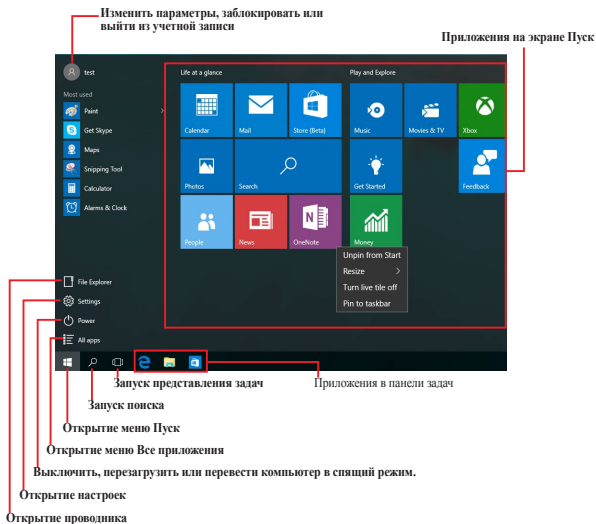 Изменить параметры, заблокировать или
выйти из учетной записи
Приложения на экране Пуск
test
Most used
Paint
Get Skype
Maps
Snipping Tool
Calculator
Alarms & Clock
File Explorer
Settings
Power
All apps
Life at a glance
Play and Explore
Calendar
Mail
Store (Beta)
Music
Movies & TV
Xbox
Photos
Search
Get Started
Feedback
People
News
N
OneNote
Money
Unpin from Start
Resize
Turn live tile off
Pin to taskbar
Запуск представления задач
Приложения в панели задач
Запуск поиска
Открытие меню Пуск
Открытие меню Все приложения
Выключить, перезагрузить или перевести компьютер в спящий режим.
Открытие настроек
Открытие проводника